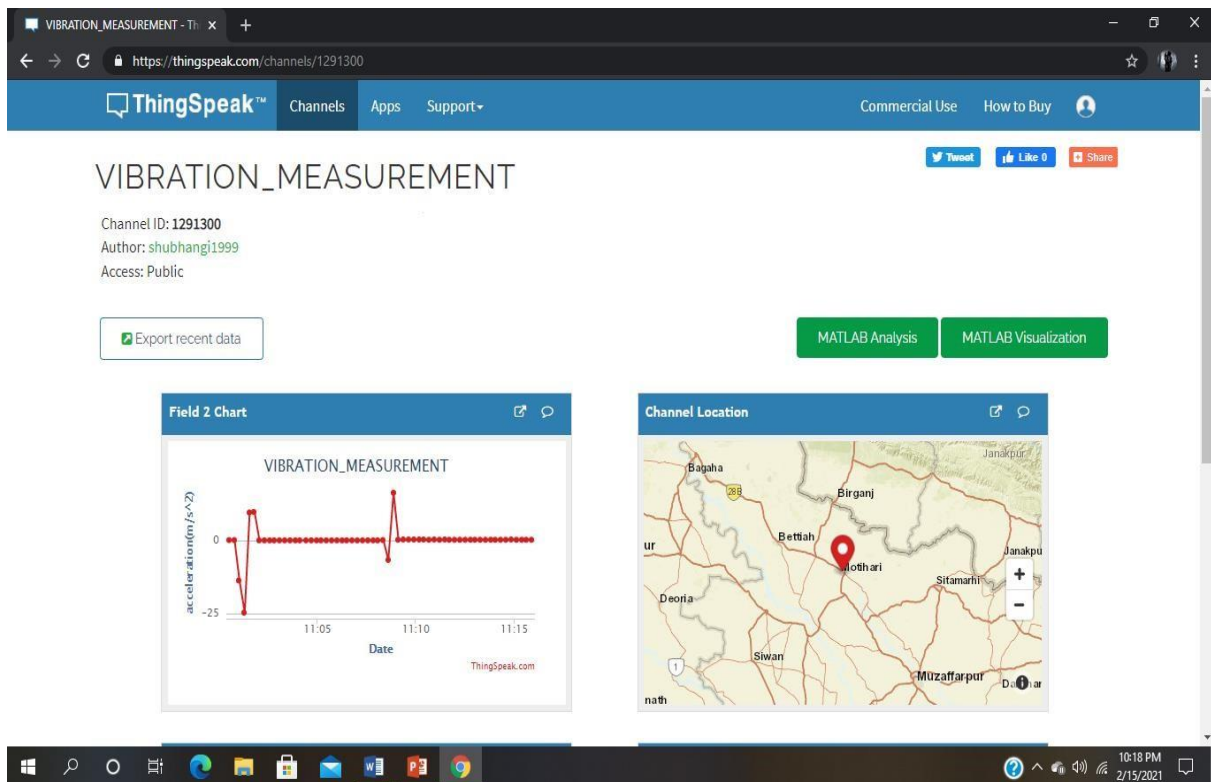 VIBRATION_MEASUREMENT - Th
https://thingspeak.com/channels/1291300
ThingSpeak™ Channels Apps Support Commercial Use How to Buy
Tweet Like 0 Share
VIBRATION_MEASUREMENT
Channel ID: 1291300
Author: shubhangi1999
Access: Public
Export recent data MATLAB Analysis MATLAB Visualization
Field 2 Chart
VIBRATION_MEASUREMENT
acceleration(m/s^2)
0
-25
11:05 11:10 11:15
Date
ThingSpeak.com
Channel Location
Janakpur
Bagaha
28B
Birganj
Bettiah
ur
Motihari
Janakpu
Sitamarhi
+
Deoria
−
Siwan
1
Muzaffarpur
nath
10:18 PM
2/15/2021